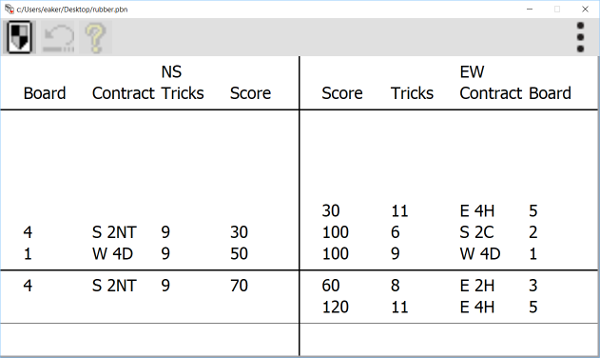 c:/Users/eaker/Desktop/rubber.pbn
NS EW
Board Contract Tricks Score Score Tricks Contract Board
30 11 E 4H 5
4 S 2NT 9 30 100 6 S 2C 2
1 W 4D 9 50 100 9 W 4D 1
4 S 2NT 9 70 60 8 E 2H 3
120 11 E 4H 5